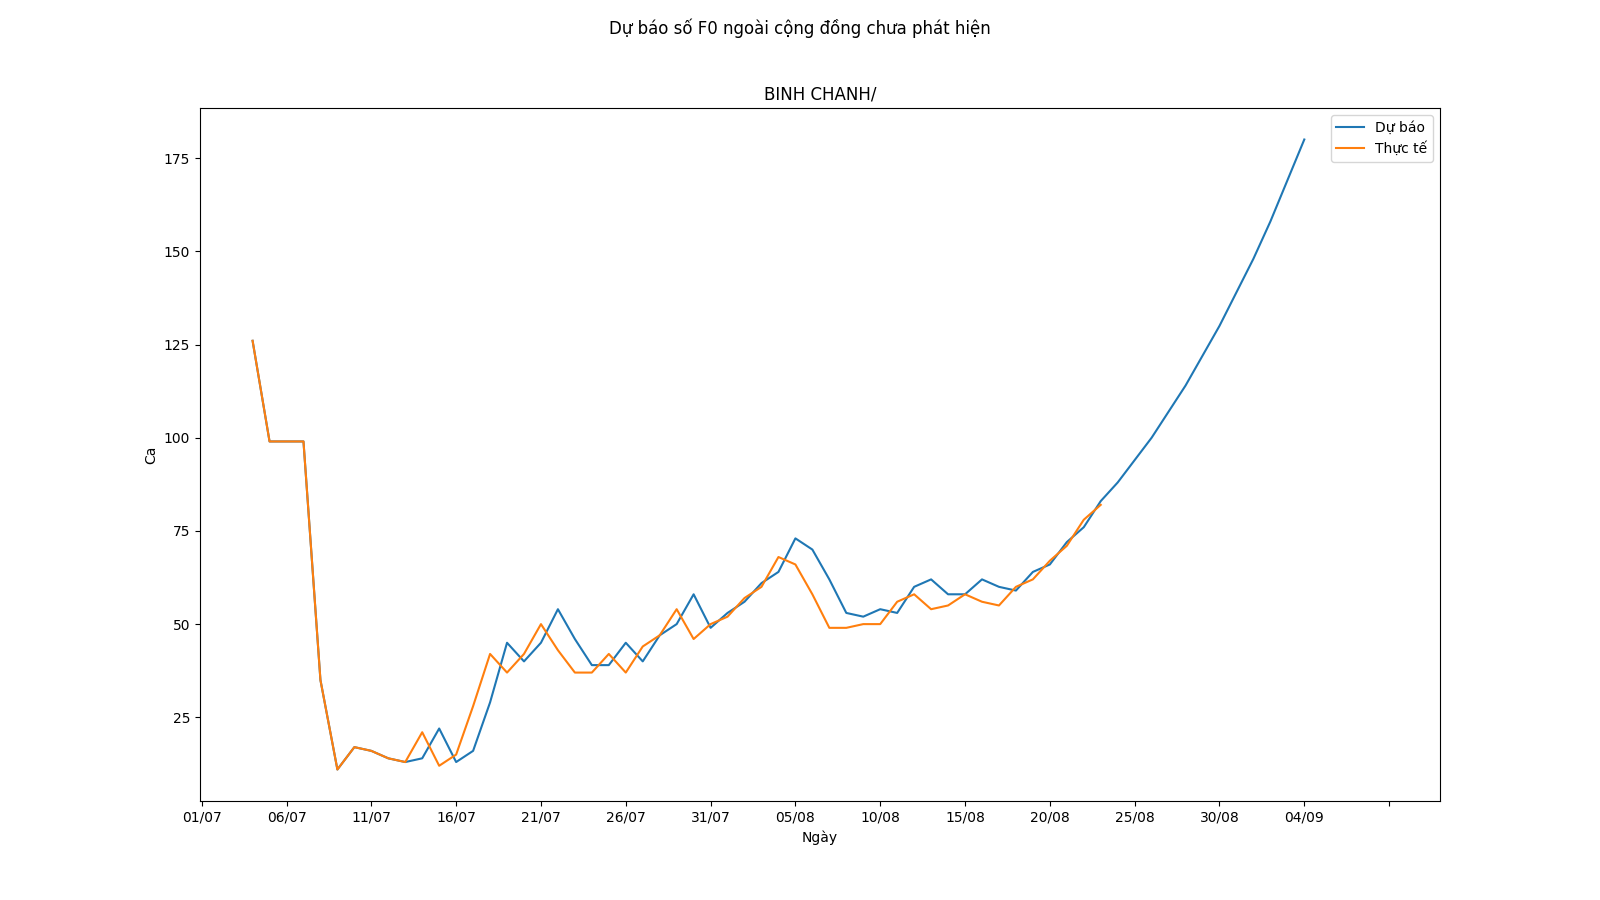 Dự báo số F0 ngoài cộng đồng chưa phát hiện
BINH CHANH/
Dự báo
Thực tế
175
150
125
100
75
50
25
Ca
01/07 06/07 11/07 16/07 21/07 26/07 31/07 05/08 10/08 15/08 20/08 25/08 30/08 04/09
Ngày